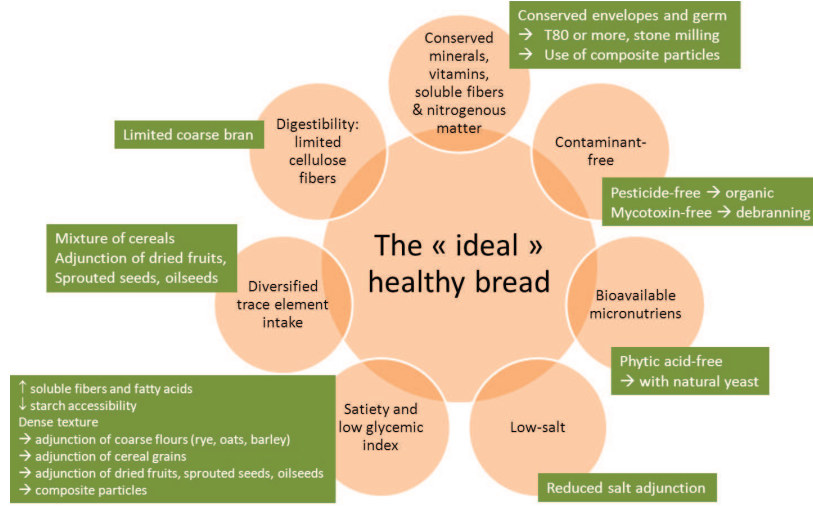 Conserved envelopes and germ
→ T80 or more, stone milling
→ Use of composite particles
Conserved
minerals,
vitamins,
soluble fibers
& nitrogenous
matter
Limited coarse bran
Digestibility:
limited
cellulose
fibers
Contaminant-
free
Pesticide-free → organic
Mycotoxin-free → debranning
The « ideal »
healthy bread
Mixture of cereals
Adjunction of dried fruits,
Sprouted seeds, oilseeds
Diversified
trace element
intake
Bioavailable
micronutriens
Phytic acid-free
→ with natural yeast
↑ soluble fibers and fatty acids
↓ starch accessibility
Dense texture
→ adjunction of coarse flours (rye, oats, barley)
→ adjunction of cereal grains
→ adjunction of dried fruits, sprouted seeds, oilseeds
→ composite particles
Satiety and
low glycemic
index
Low-salt
Reduced salt adjunction